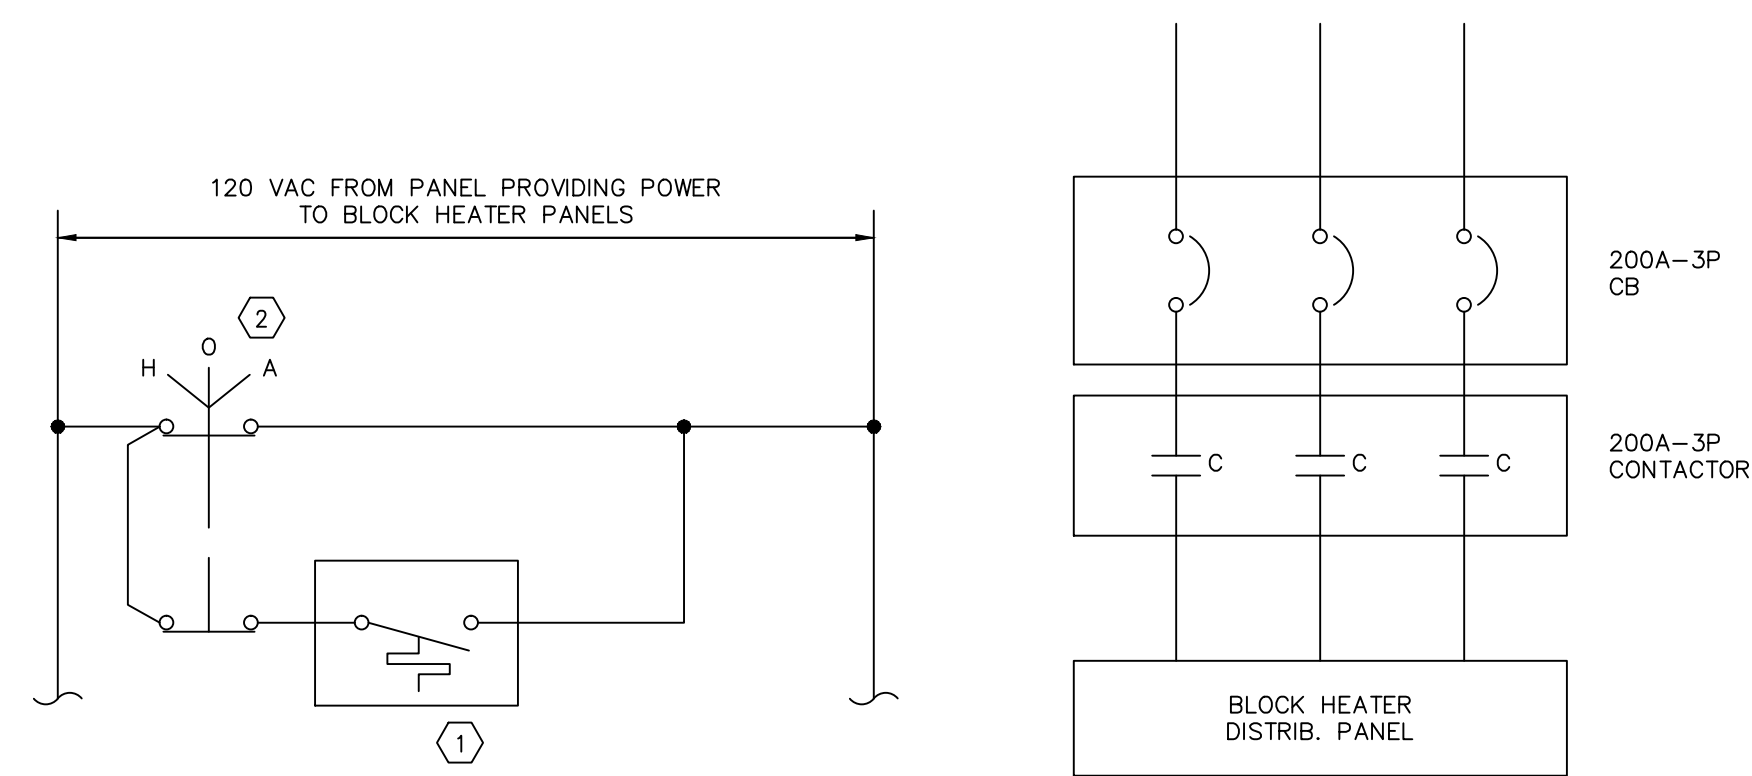 120 VAC FROM PANEL PROVIDING POWER
TO BLOCK HEATER PANELS
2
O
H
A
1
200A-3P
CB
C
C
C
200A-3P
CONTACTOR
BLOCK HEATER
DISTRIB. PANEL